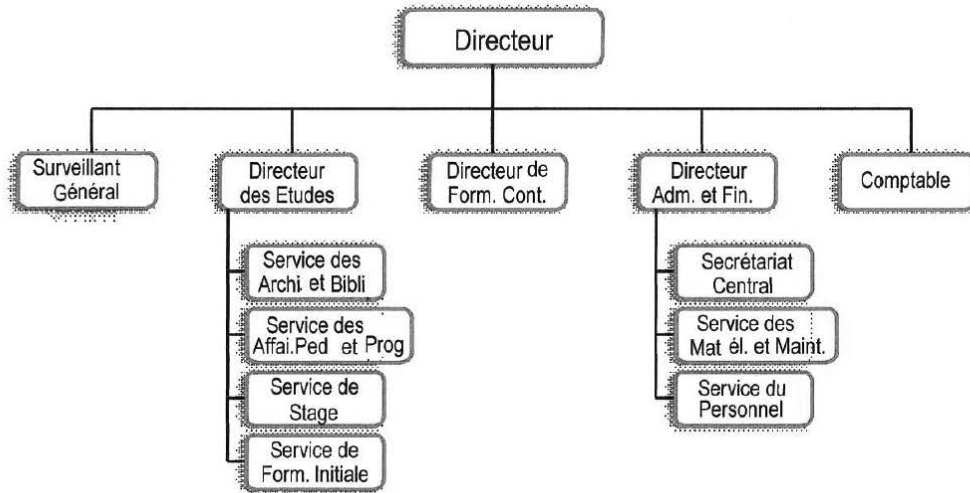 Directeur
Surveillant
Général
Directeur
des Etudes
Directeur de
Form. Cont.
Directeur
Adm. et Fin.
Comptable
Service des
Archi. et Bibli
Service des
Affai.Ped et Prog
Service de
Stage
Service de
Form. Initiale
Secrétariat
Central
Service des
Mat él. et Maint.
Service du
Personnel